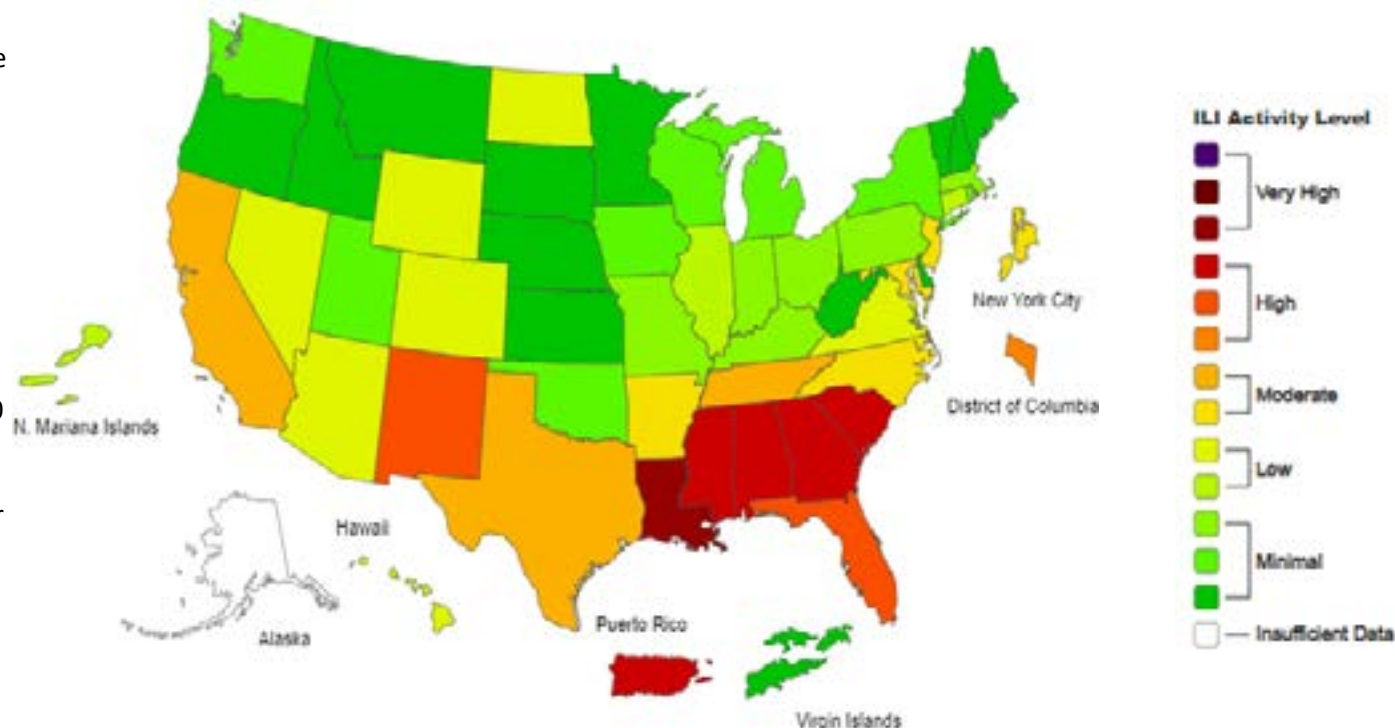 e
0
-
ILI Activity Level
Very High
High
Moderate
Low
Minimal
Insufficient Data
New York City
District of Columbia
N. Mariana Islands
Hawaii
Alaska
Puerto Rico
Virgin Islands